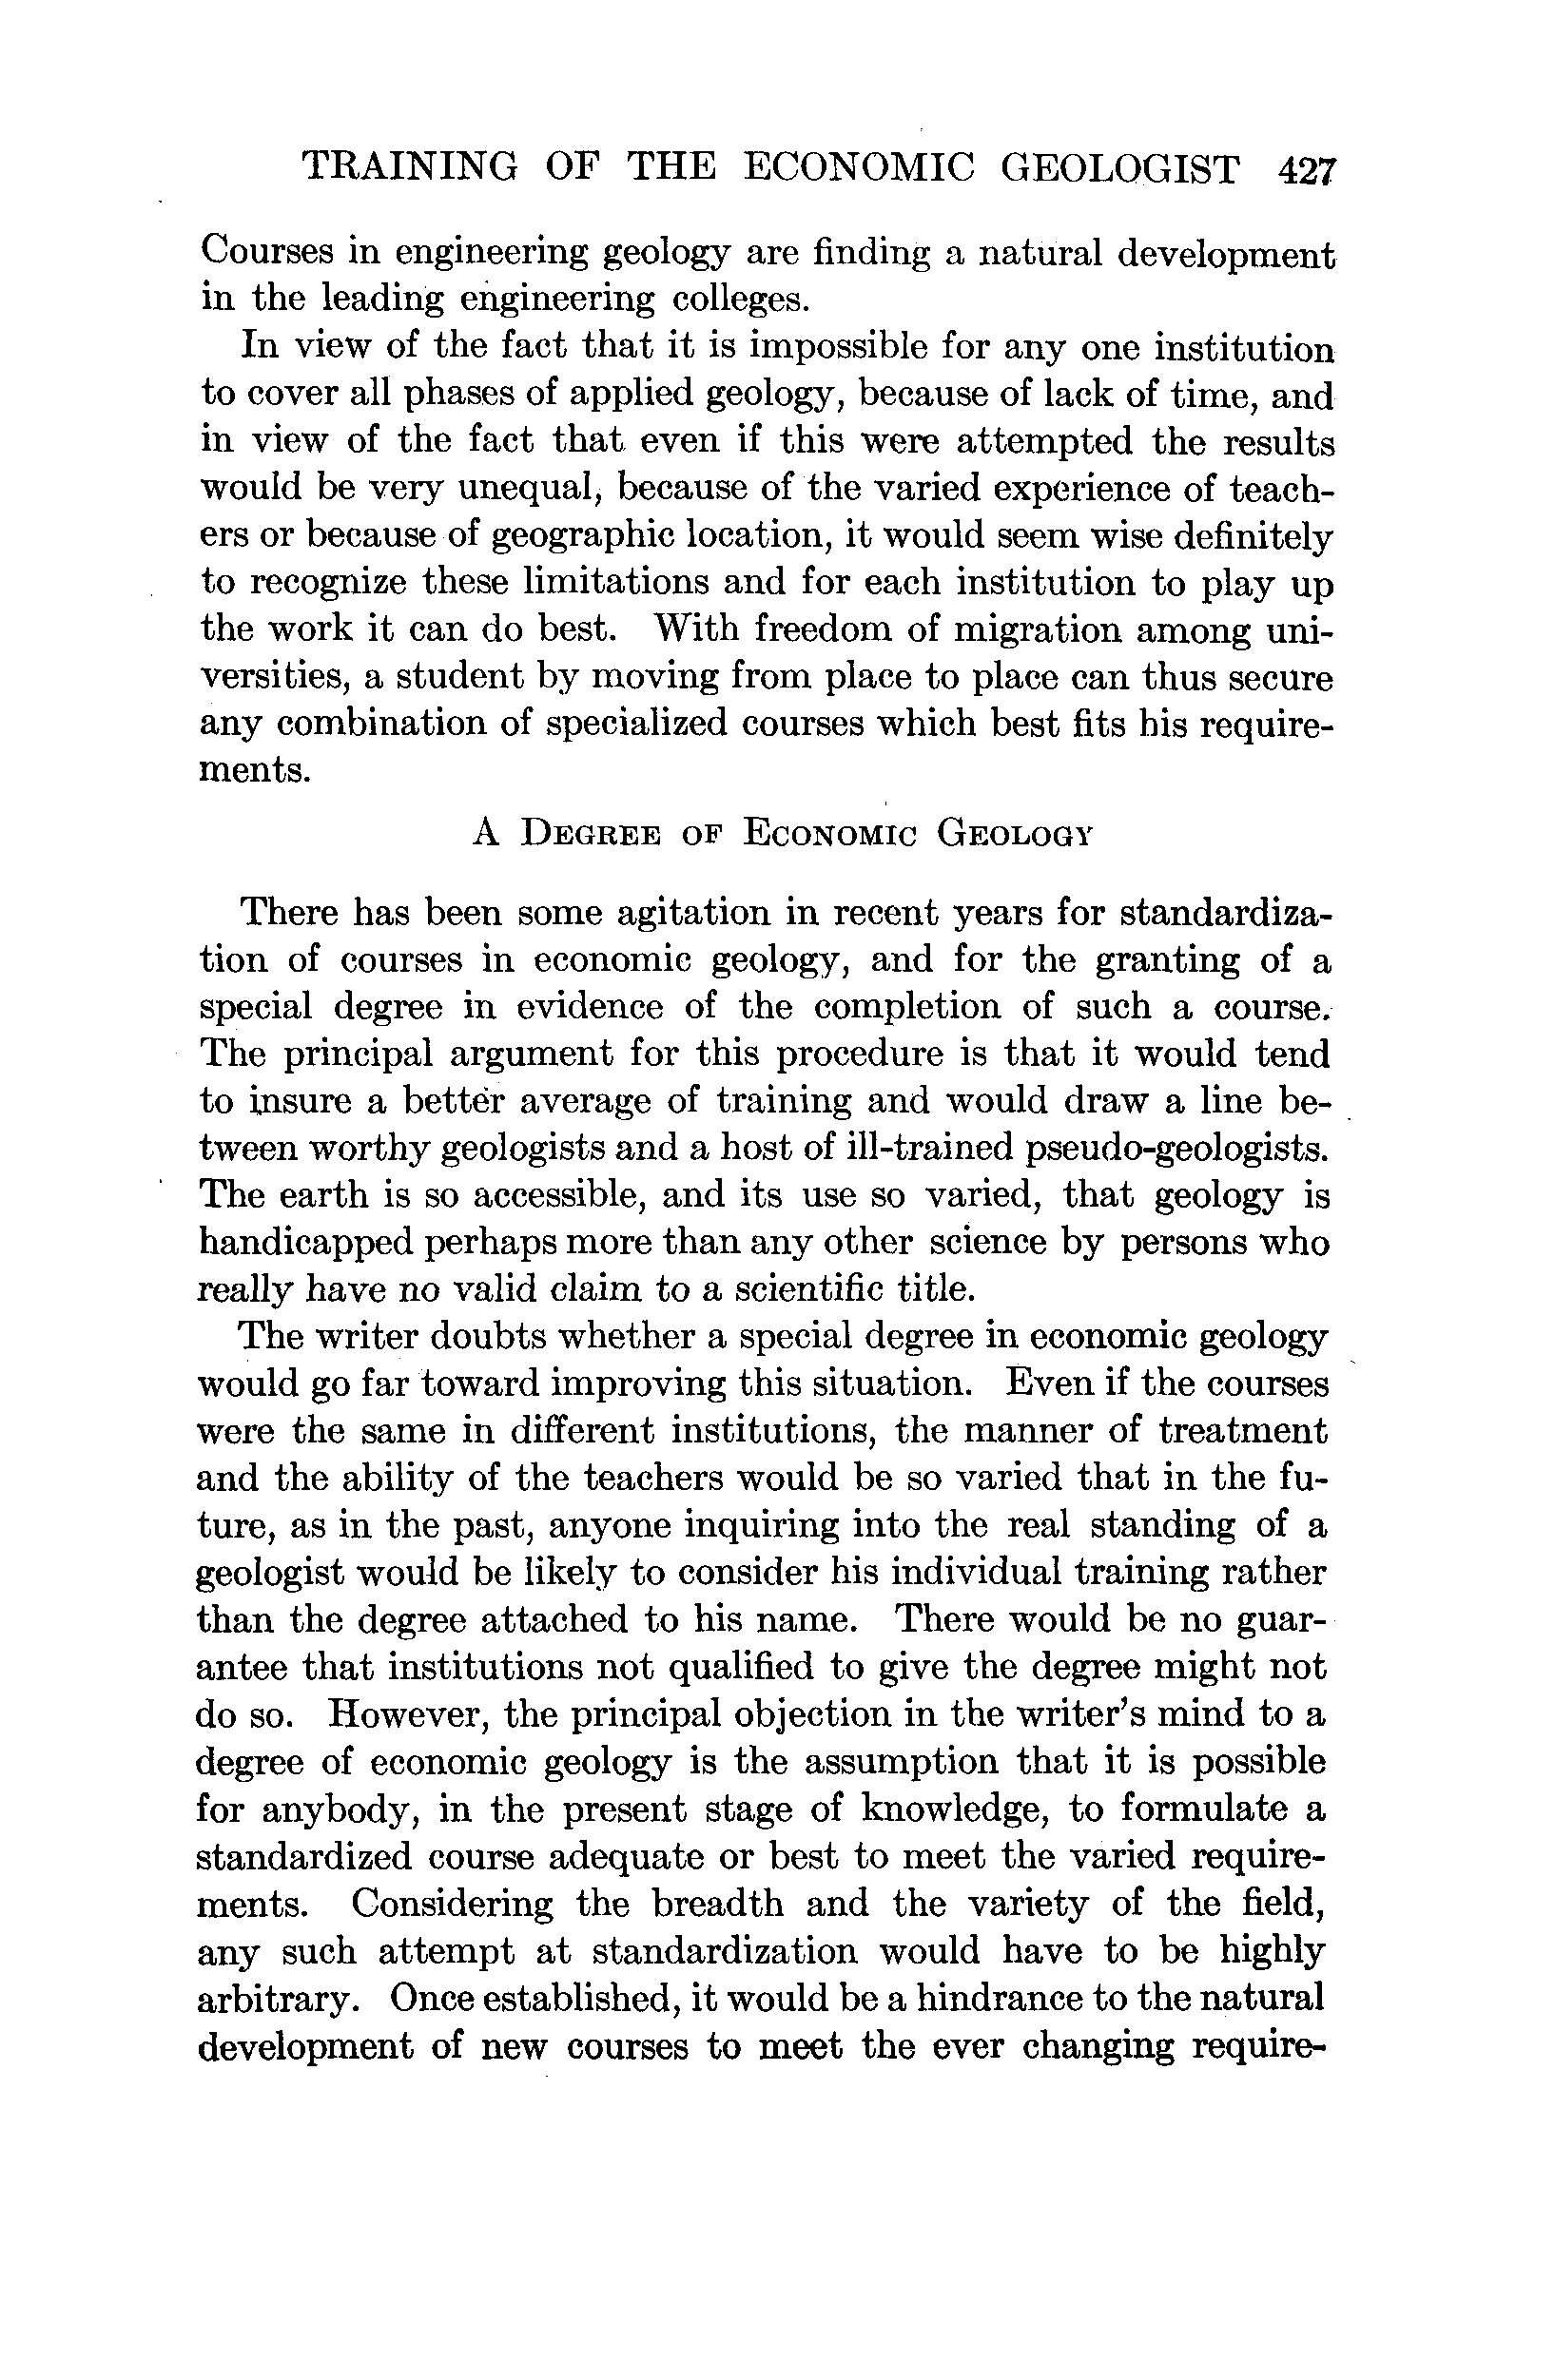 TRAINING OF THE ECONOMIC GEOLOGIST 427
Courses in engineering geology are finding a natural development
in the leading engineering colleges.
In view of the fact that it is impossible for any one institution
to cover all phases of applied geology, because of lack of time, and
in view of the fact that even if this were attempted the results
would be very unequal, because of the varied experience of teach-
ers or because of geographic location, it would seem wise definitely
to recognize these limitations and for each institution to play up
the work it can do best. With freedom of migration among uni-
versities, a student by moving from place to place can thus secure
any combination of specialized courses which best fits his require-
ments.
A DEGREE OF ECONOMIC GEOLOGY
There has been some agitation in recent years for standardiza-
tion of courses in economic geology, and for the granting of a
special degree in evidence of the completion of such a course.
The principal argument for this procedure is that it would tend
to insure a better average of training and would draw a line be-
tween worthy geologists and a host of ill-trained pseudo-geologists.
The earth is so accessible, and its use so varied, that geology is
handicapped perhaps more than any other science by persons who
really have no valid claim to a scientific title.
The writer doubts whether a special degree in economic geology
would go far toward improving this situation. Even if the courses
were the same in different institutions, the manner of treatment
and the ability of the teachers would be so varied that in the fu-
ture, as in the past, anyone inquiring into the real standing of a
geologist would be likely to consider his individual training rather
than the degree attached to his name. There would be no guar-
antee that institutions not qualified to give the degree might not
do so. However, the principal objection in the writer's mind to a
degree of economic geology is the assumption that it is possible
for anybody, in the present stage of knowledge, to formulate a
standardized course adequate or best to meet the varied require-
ments. Considering the breadth and the variety of the field,
any such attempt at standardization would have to be highly
arbitrary. Once established, it would be a hindrance to the natural
development of new courses to meet the ever changing require-